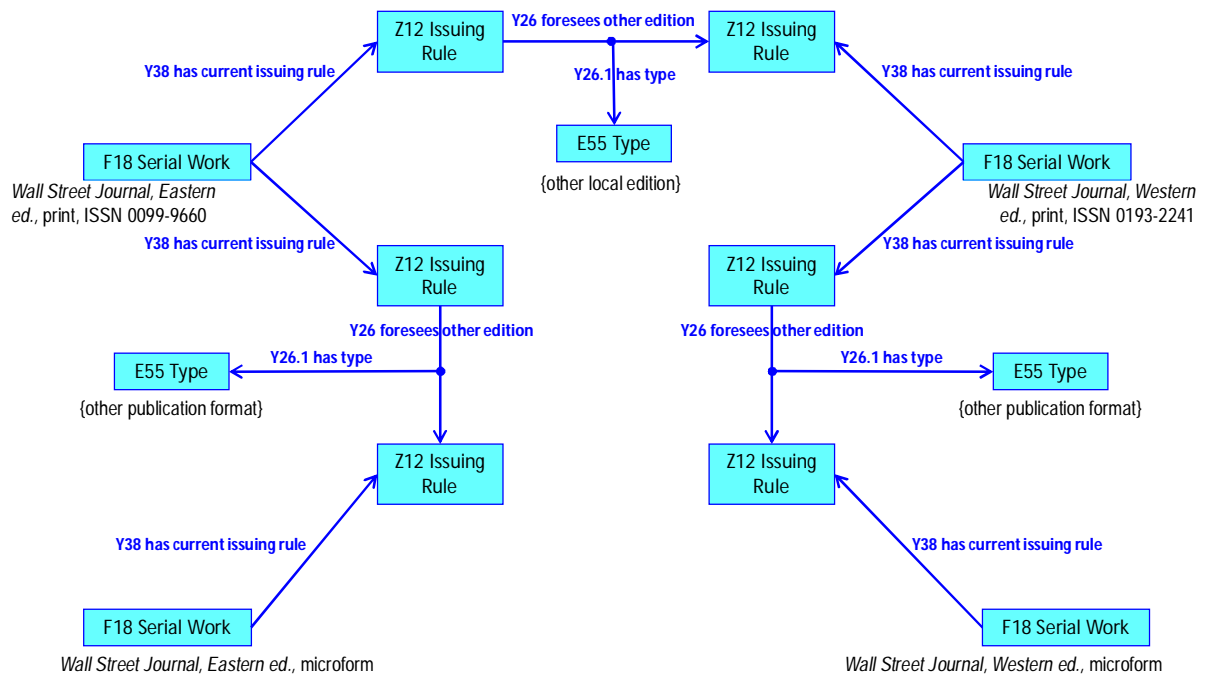 Y26 foresees other edition
Z12 Issuing
Rule
Z12 Issuing
Rule
Y38 has current issuing rule
Y26.1 has type
Y38 has current issuing rule
E55 Type
{other local edition}
F18 Serial Work
Wall Street Journal, Eastern
ed., print, ISSN 0099-9660
F18 Serial Work
Wall Street Journal, Western
ed., print, ISSN 0193-2241
Y38 has current issuing rule
Y38 has current issuing rule
Z12 Issuing
Rule
Z12 Issuing
Rule
Y26 foresees other edition
Y26 foresees other edition
Y26.1 has type
Y26.1 has type
E55 Type
{other publication format}
E55 Type
{other publication format}
Z12 Issuing
Rule
Z12 Issuing
Rule
Y38 has current issuing rule
Y38 has current issuing rule
F18 Serial Work
Wall Street Journal, Eastern ed., microform
F18 Serial Work
Wall Street Journal, Western ed., microform